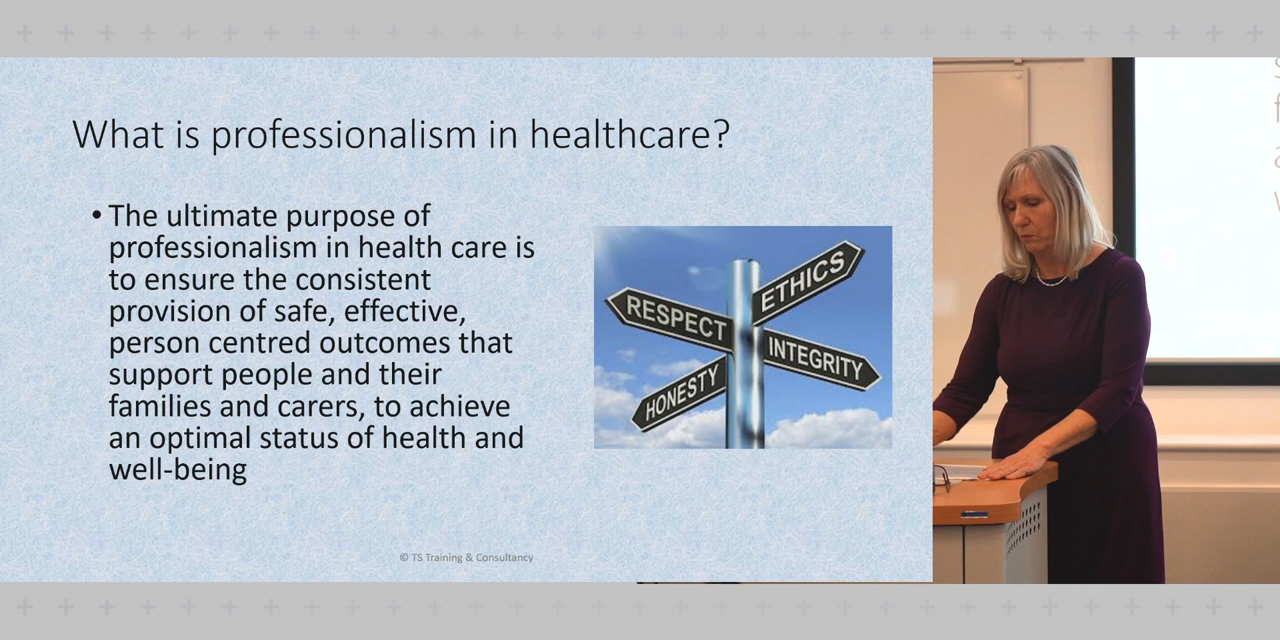 What is professionalism in healthcare?
• The ultimate purpose of
professionalism in health care is
to ensure the consistent
provision of safe, effective,
person centred outcomes that
support people and their
families and carers, to achieve
an optimal status of health and
well-being
RESPECT
ETHICS
INTEGRITY
HONESTY
© TS Training & Consultancy